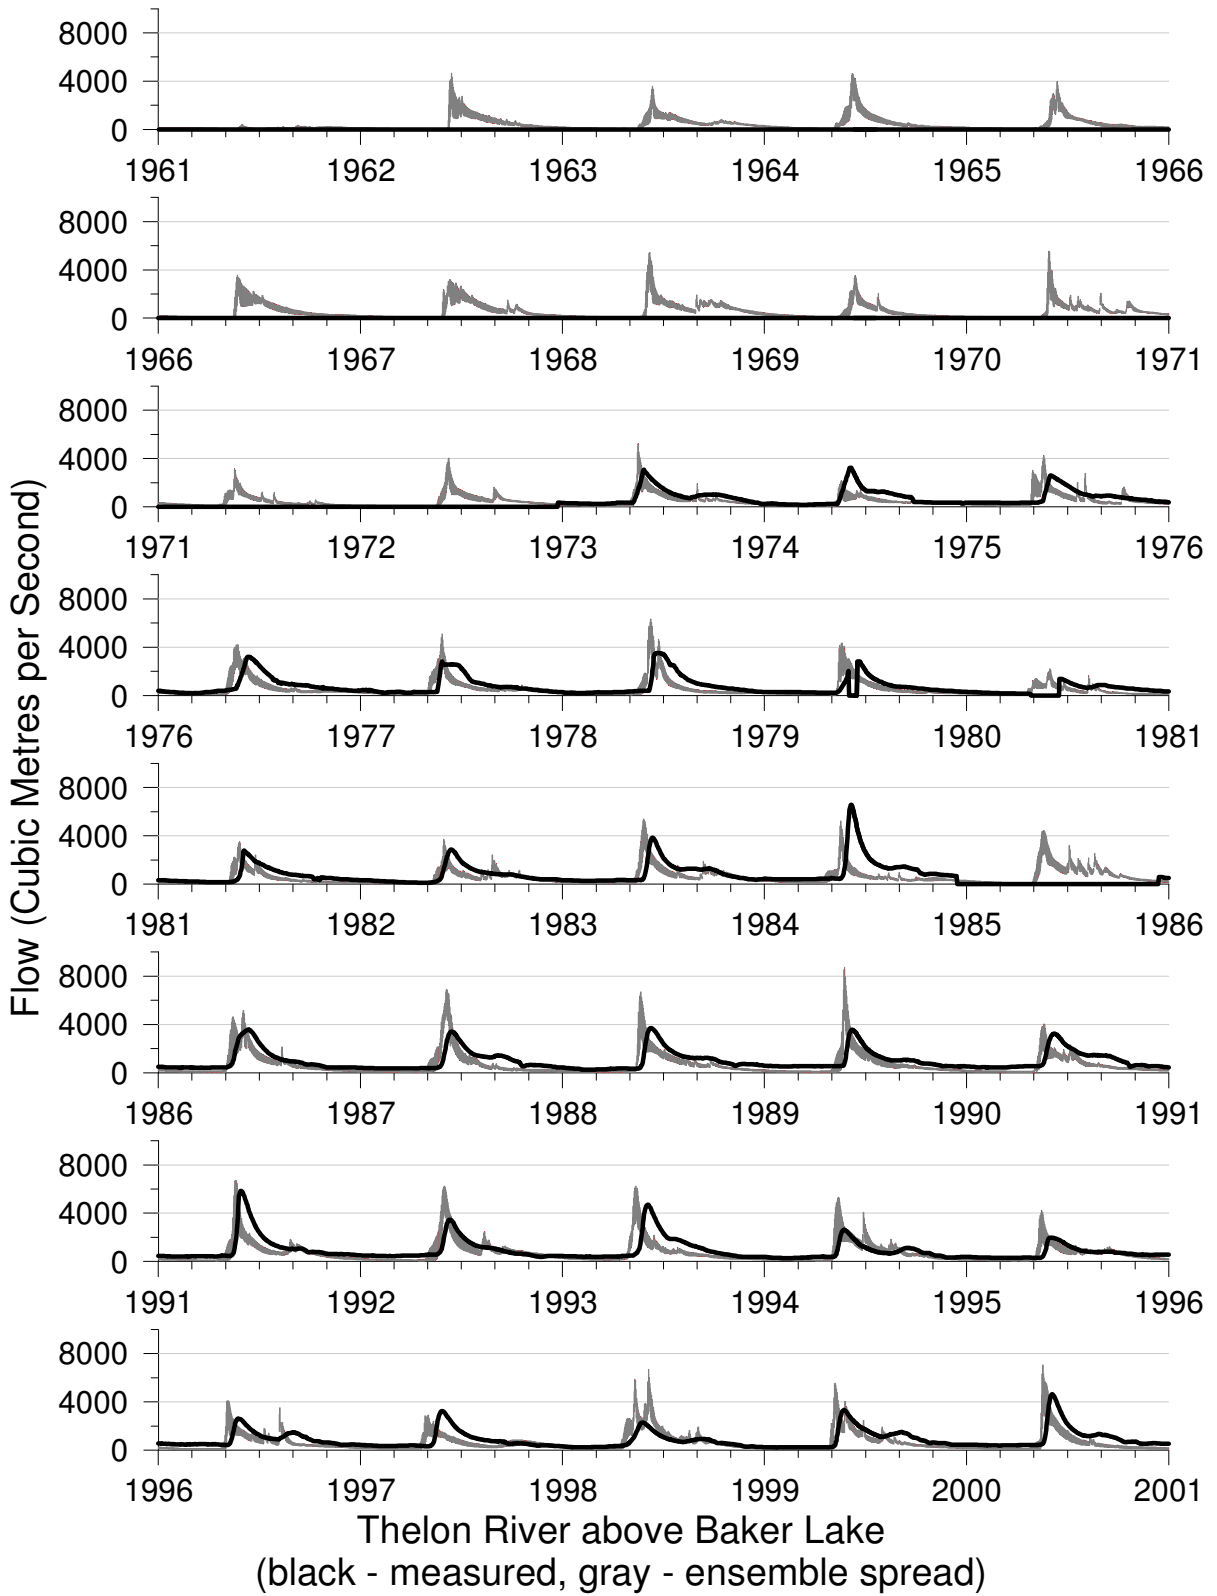 8000
4000
0
1961 1962 1963 1964 1965 1966
8000
4000
0
1966 1967 1968 1969 1970 1971
8000
4000
0
1971 1972 1973 1974 1975 1976
8000
4000
0
1976 1977 1978 1979 1980 1981
8000
4000
0
1981 1982 1983 1984 1985 1986
8000
4000
0
1986 1987 1988 1989 1990 1991
8000
4000
0
1991 1992 1993 1994 1995 1996
8000
4000
0
1996 1997 1998 1999 2000 2001
Flow (Cubic Metres per Second)
Thelon River above Baker Lake
(black - measured, gray - ensemble spread)